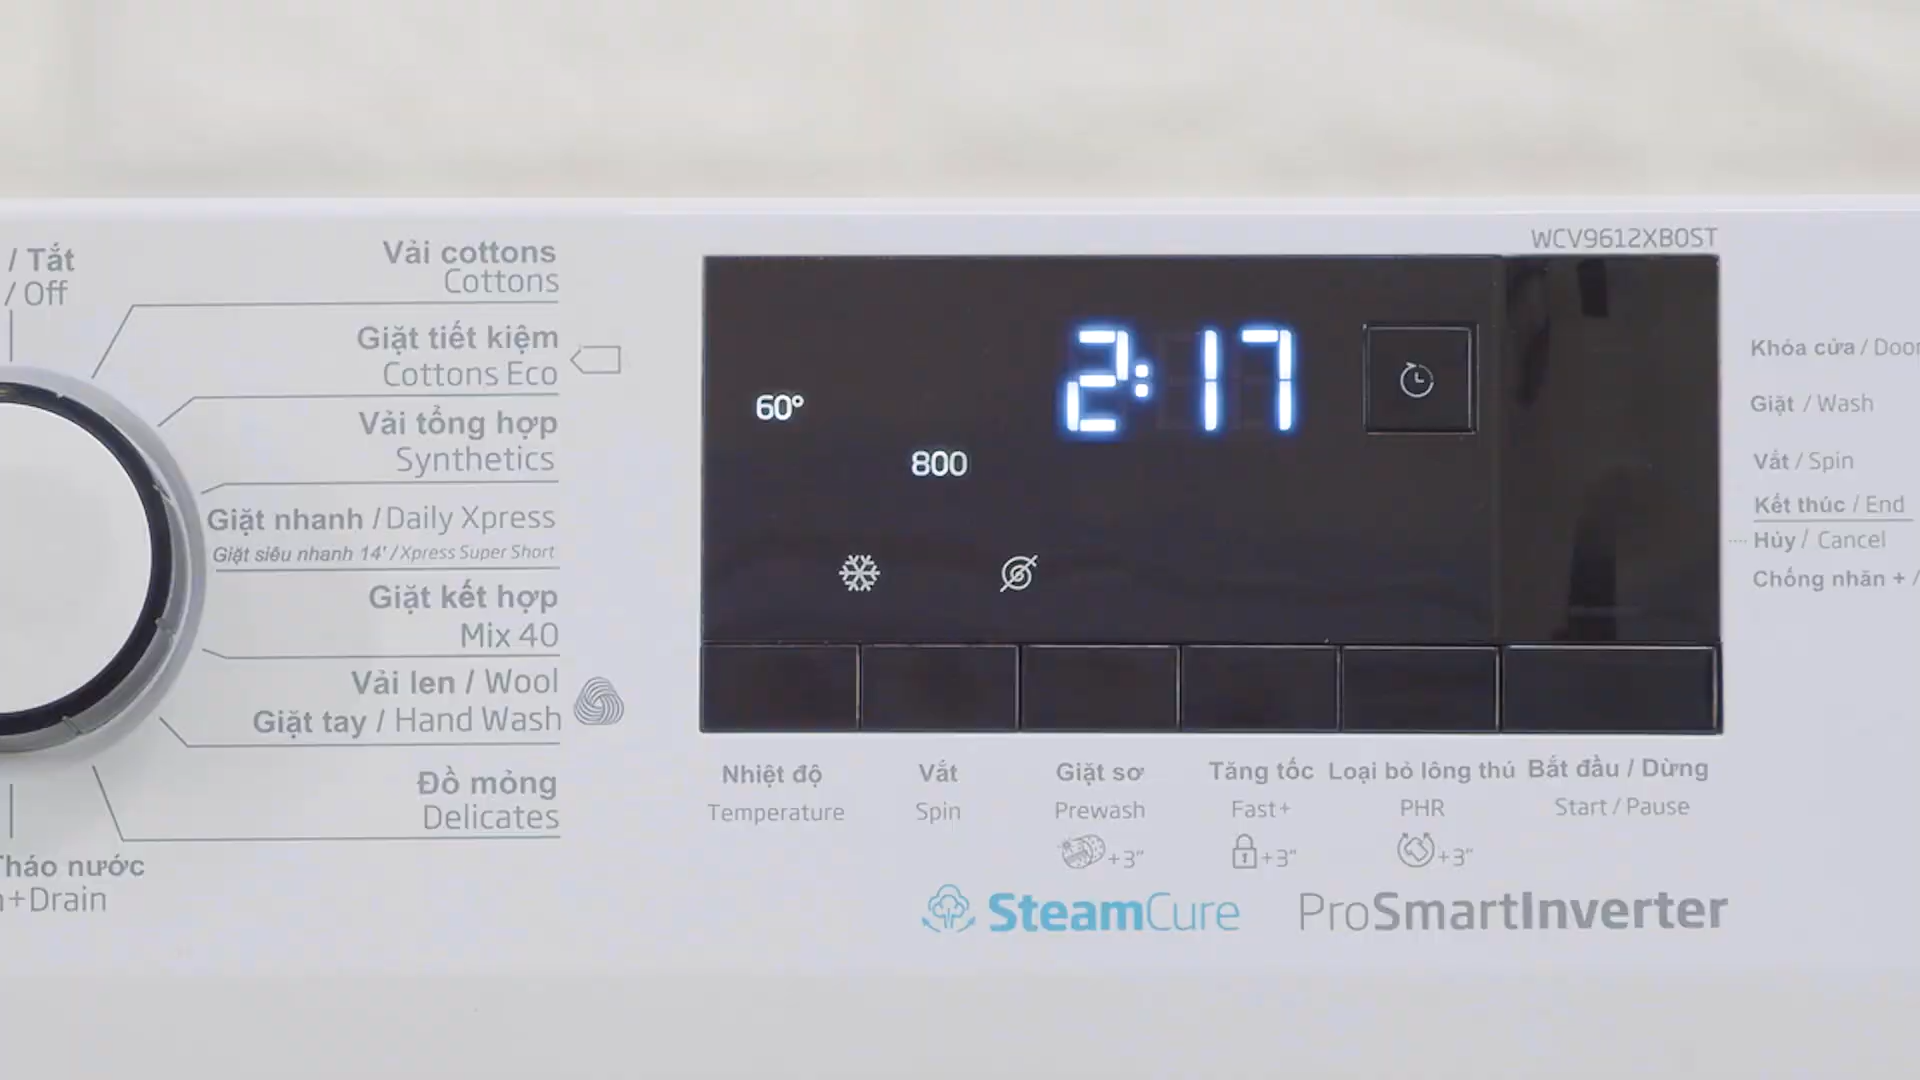 / Tắt
/ Off
Vải cottons
Cottons
Giặt tiết kiệm
Cottons Eco
Vải tổng hợp
Synthetics
Giặt nhanh / Daily Xpress
Giặt siêu nhanh 14' / Xpress Super Short
Giặt kết hợp
Mix 40
Vải len / Wool
Giặt tay / Hand Wash
Đồ mỏng
Delicates
Tháo nước
+Drain
WCV9612XB0ST
2:17
60°
800
Khóa cửa / Door
Giặt / Wash
Vắt / Spin
Kết thúc / End
Hủy / Cancel
Chống nhăn + /
Nhiệt độ
Temperature
Vắt
Spin
Giặt sơ
Prewash
+3"
Tăng tốc
Fast+
+3"
Loại bỏ lông thú
PHR
+3"
Bắt đầu / Dừng
Start / Pause
SteamCure
ProSmartInverter